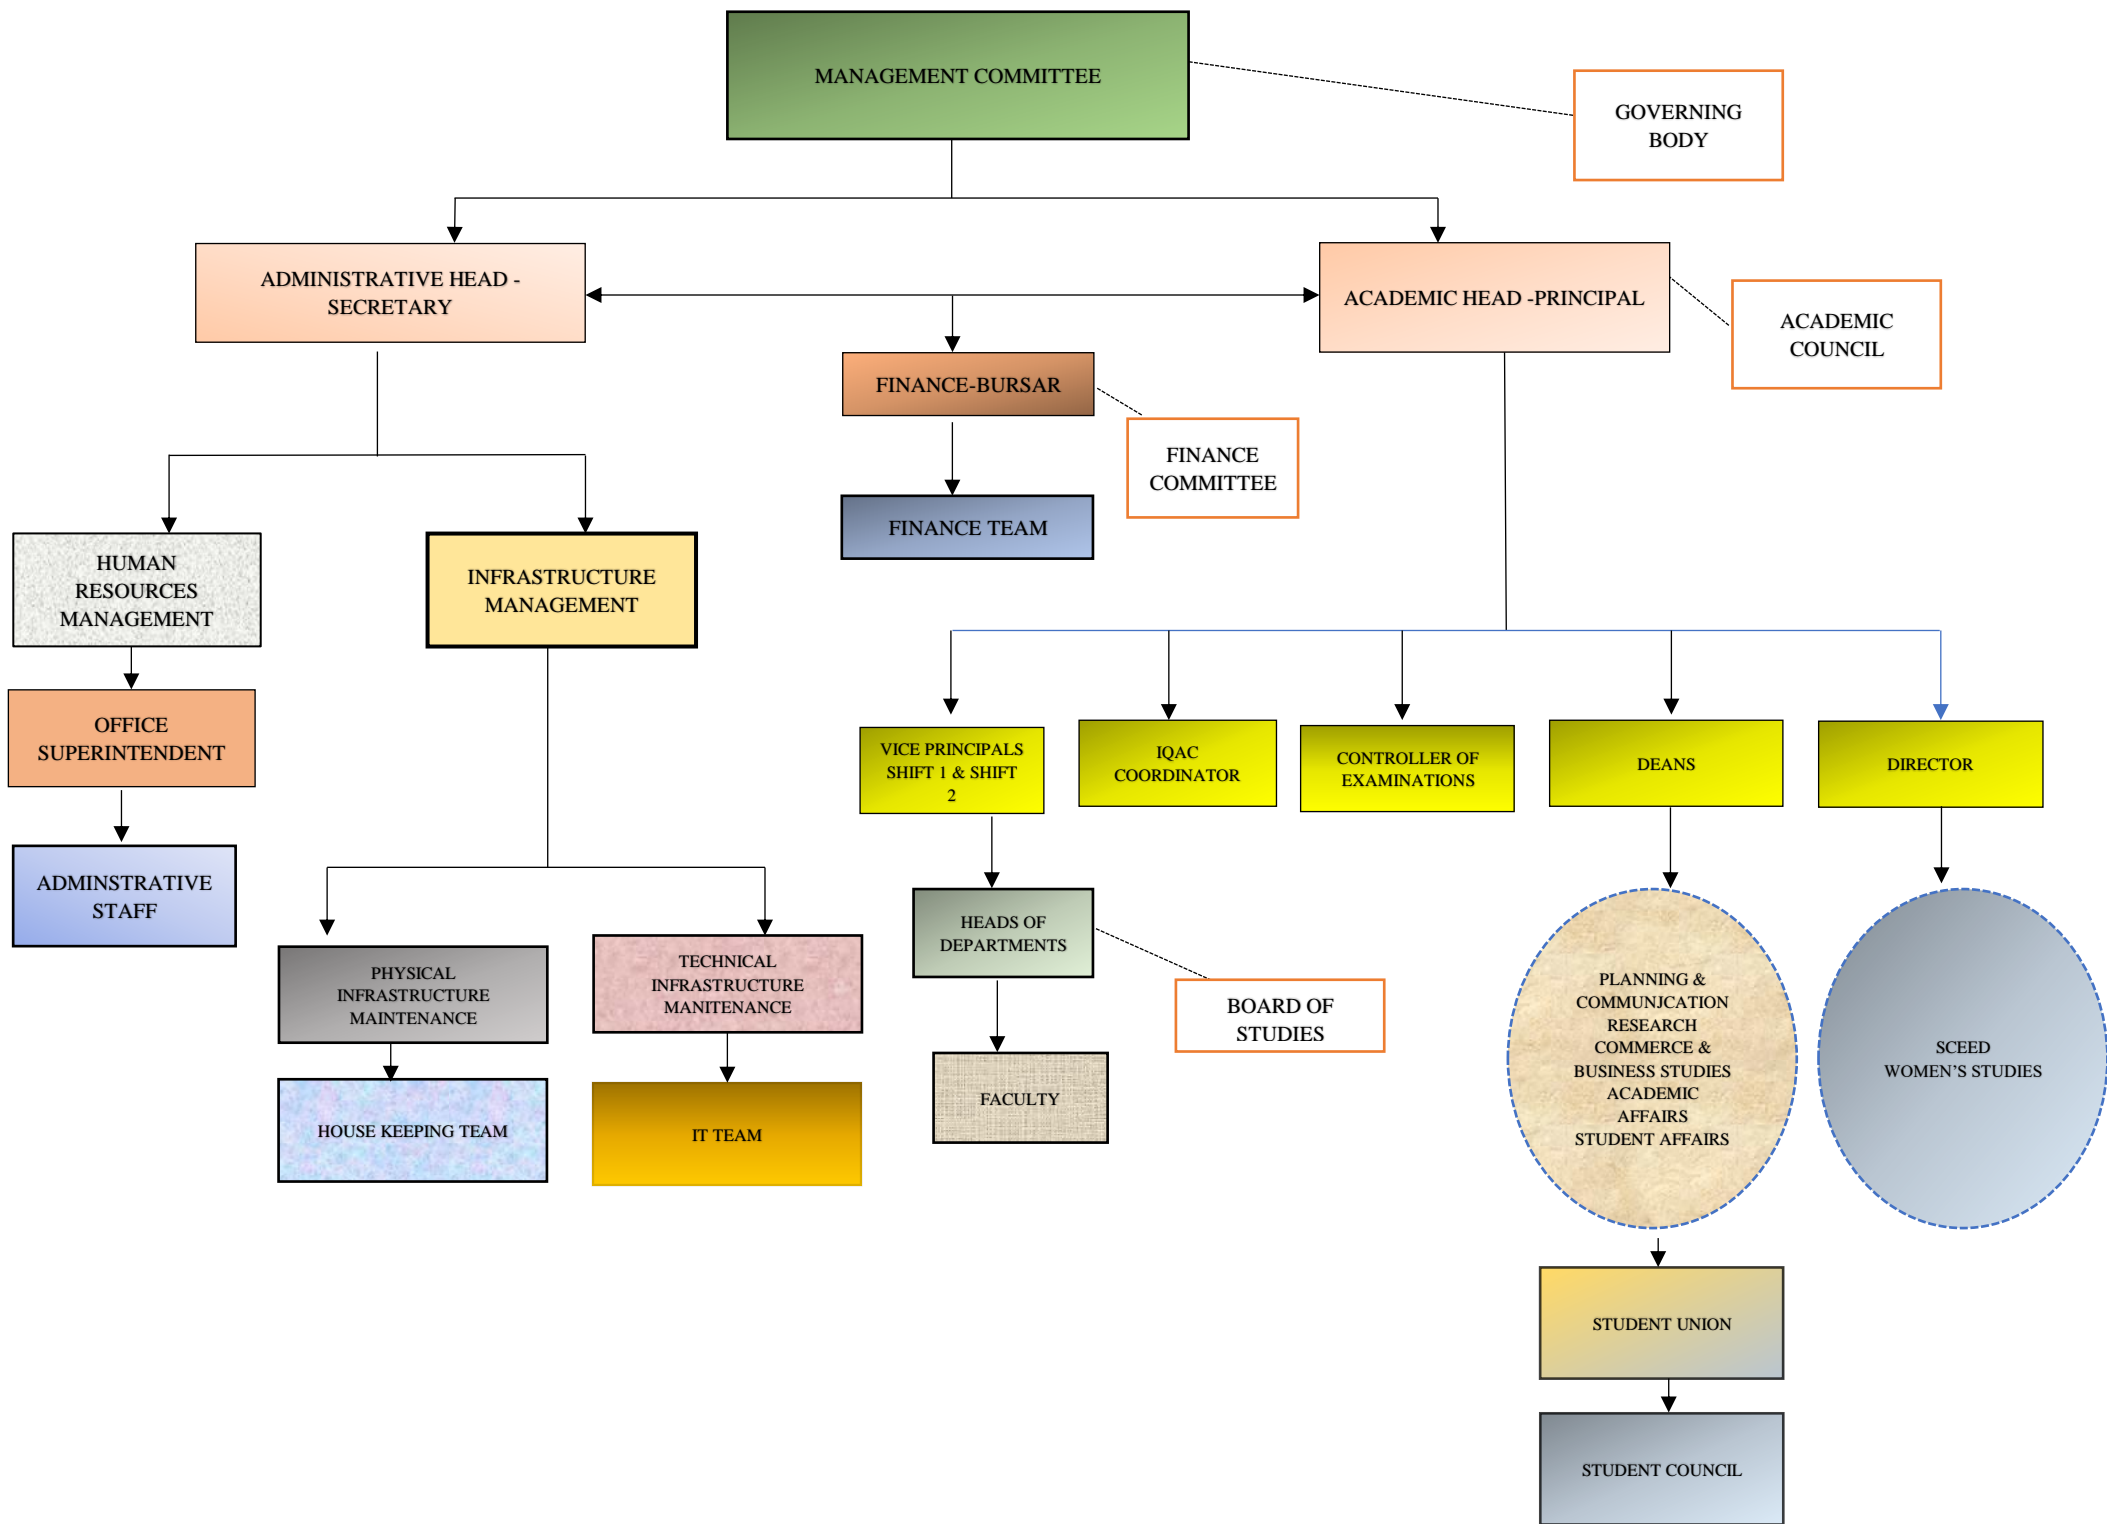 MANAGEMENT COMMITTEE
GOVERNING
BODY
ADMINISTRATIVE HEAD -
SECRETARY
ACADEMIC HEAD -PRINCIPAL
ACADEMIC
COUNCIL
FINANCE-BURSAR
FINANCE
COMMITTEE
FINANCE TEAM
HUMAN
RESOURCES
MANAGEMENT
INFRASTRUCTURE
MANAGEMENT
OFFICE
SUPERINTENDENT
ADMINSTRATIVE
STAFF
VICE PRINCIPALS
SHIFT 1 & SHIFT
2
IQAC
COORDINATOR
CONTROLLER OF
EXAMINATIONS
DEANS
DIRECTOR
HEADS OF
DEPARTMENTS
BOARD OF
STUDIES
FACULTY
PHYSICAL
INFRASTRUCTURE
MAINTENANCE
TECHNICAL
INFRASTRUCTURE
MANITENANCE
HOUSE KEEPING TEAM
IT TEAM
PLANNING &
COMMUNJCATION
RESEARCH
COMMERCE &
BUSINESS STUDIES
ACADEMIC
AFFAIRS
STUDENT AFFAIRS
SCEED
WOMEN'S STUDIES
STUDENT UNION
STUDENT COUNCIL